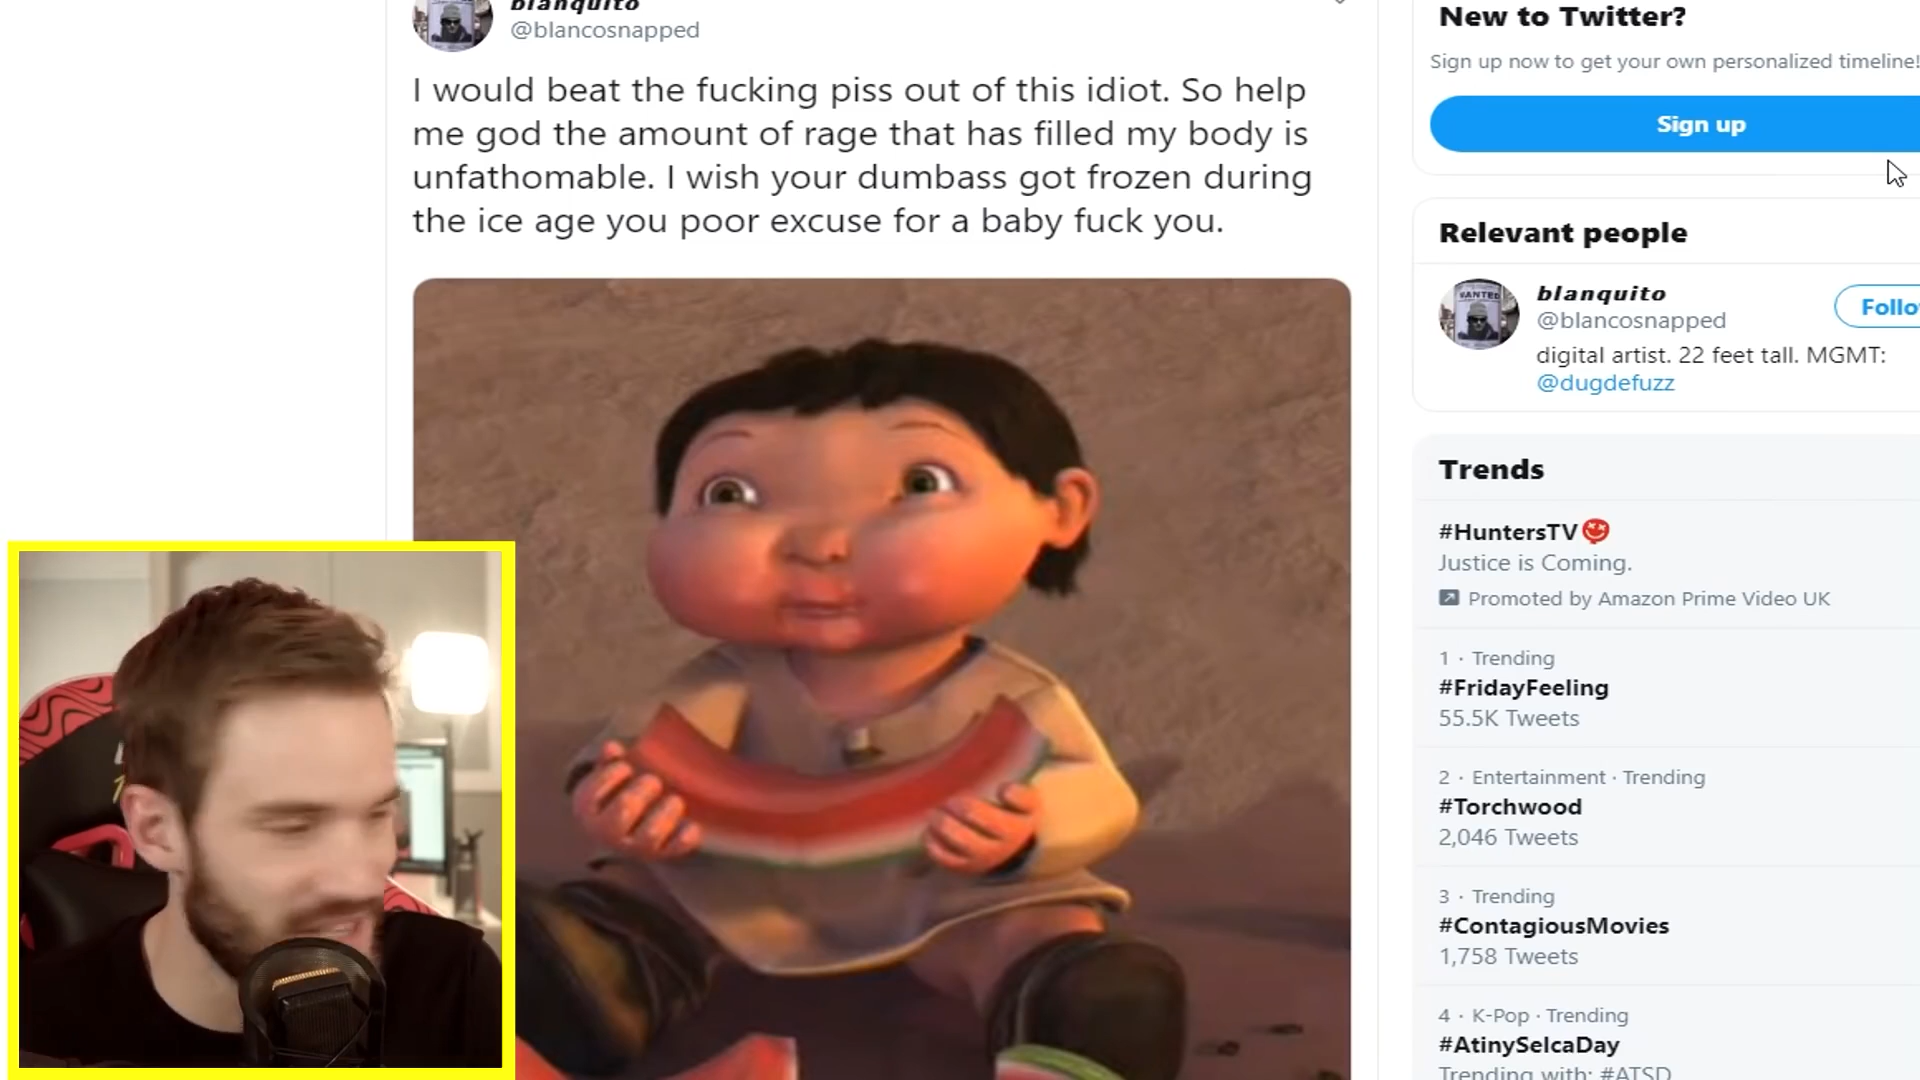 blanquito
@blancosnapped
I would beat the fucking piss out of this idiot. So help
me god the amount of rage that has filled my body is
unfathomable. I wish your dumbass got frozen during
the ice age you poor excuse for a baby fuck you.
New to Twitter?
Sign up now to get your own personalized timeline!
Sign up
Relevant people
WANTED
blanquito
@blancosnapped
Follo
digital artist. 22 feet tall. MGMT:
@dugdefuzz
Trends
#HuntersTV
Justice is Coming.
Promoted by Amazon Prime Video UK
1 · Trending
#FridayFeeling
55.5K Tweets
2 · Entertainment · Trending
#Torchwood
2,046 Tweets
3 · Trending
#ContagiousMovies
1,758 Tweets
4 · K-Pop · Trending
#AtinySelcaDay
Trending with: #ATSD